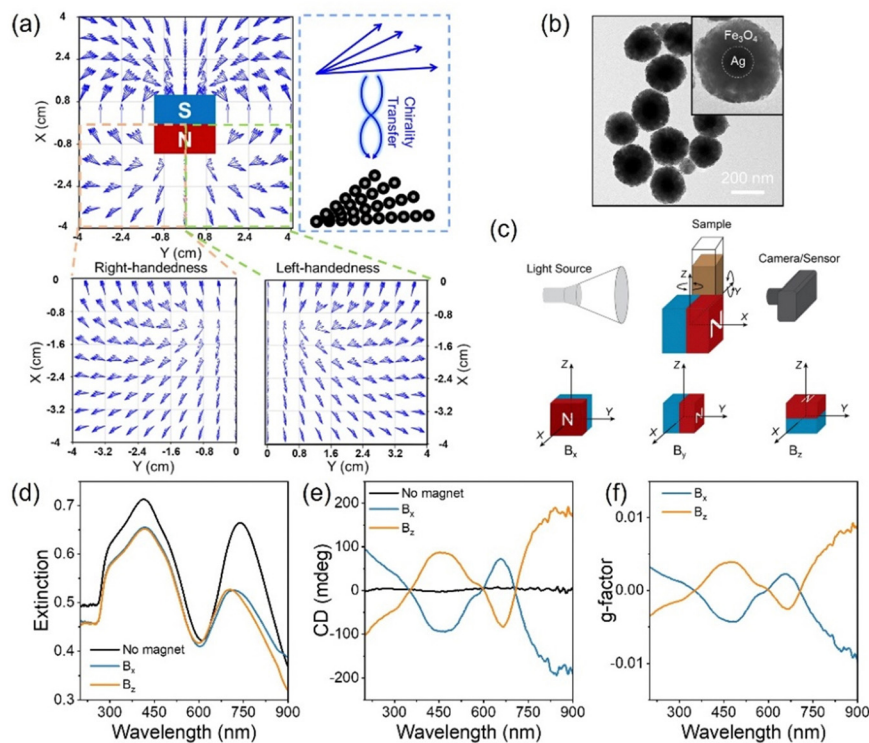 (a)
4
2.4
0.8
-0.8
-2.4
-4
X (cm)
-4 -2.4 -0.8 0.8 2.4 4
Y (cm)
S
N
Chirality
Transfer
Right-handedness
0
-0.8
-1.6
-2.4
-3.2
-4
X (cm)
-4 -3.2 -2.4 -1.6 -0.8 0
Y (cm)
Left-handedness
0
-0.8
-1.6
-2.4
-3.2
-4
X (cm)
0 0.8 1.6 2.4 3.2 4
Y (cm)
(b)
Fe₃O₄
Ag
200 nm
(c)
Light Source
Sample
Camera/Sensor
Z
Y
X
N
Z
N
Y
X
Bₓ
Z
N
Y
X
Bᵧ
Z
N
Y
X
B_z
(d)
0.7
0.6
0.5
0.4
0.3
Extinction
No magnet
Bₓ
B_z
300 450 600 750 900
Wavelength (nm)
(e)
200
100
0
-100
-200
CD (mdeg)
No magnet
Bₓ
B_z
300 450 600 750 900
Wavelength (nm)
(f)
0.01
0.00
-0.01
g-factor
Bₓ
B_z
300 450 600 750 900
Wavelength (nm)